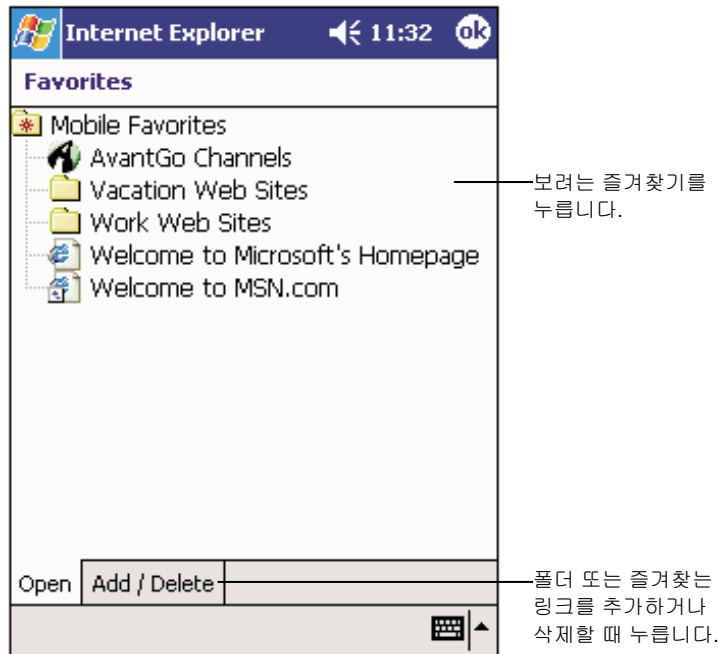 Internet Explorer 11:32 ok
Favorites
Mobile Favorites
AvantGo Channels
Vacation Web Sites
Work Web Sites
Welcome to Microsoft's Homepage
Welcome to MSN.com
보려는 즐겨찾기를
누릅니다.
Open Add / Delete
폴더 또는 즐겨찾는
링크를 추가하거나
삭제할 때 누릅니다.